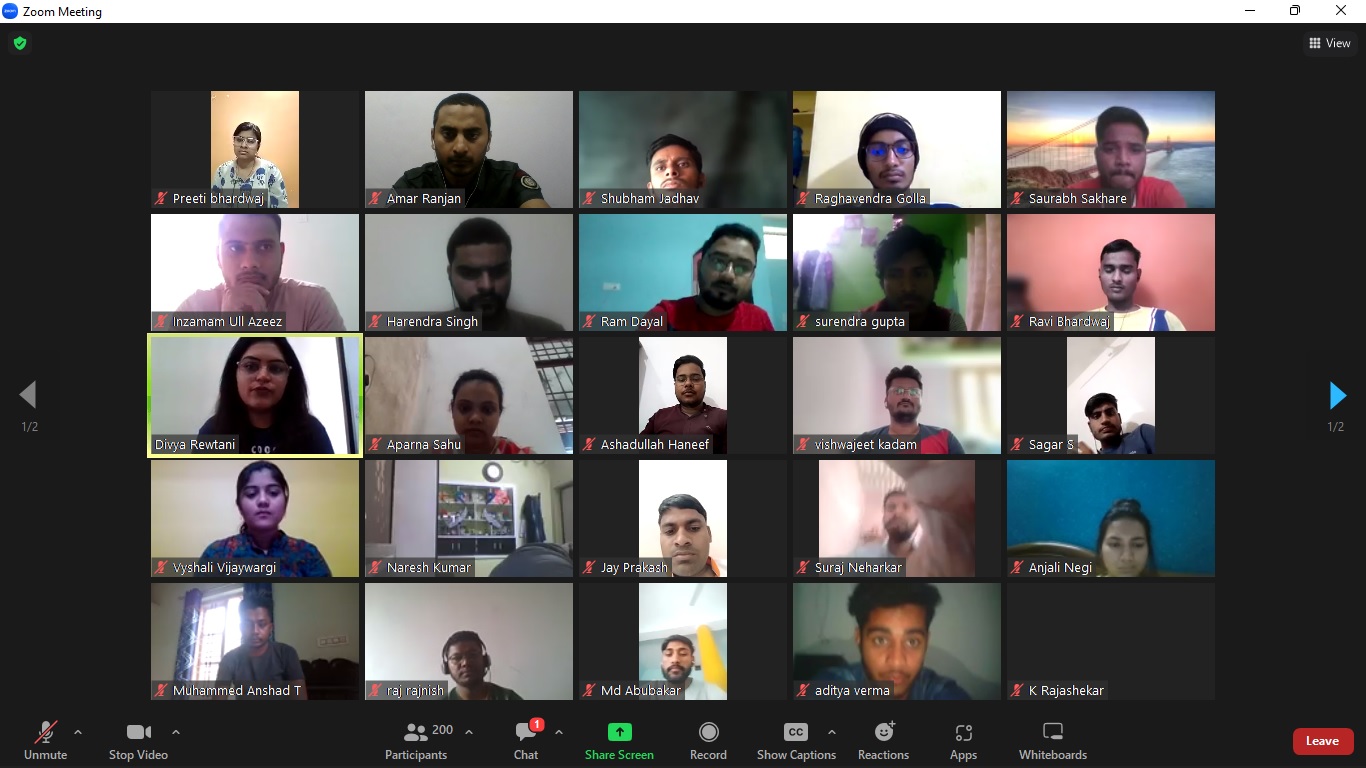 Zoom Meeting
View
Preeti bhardwaj
Amar Ranjan
Shubham Jadhav
Raghavendra Golla
Saurabh Sakhare
Inzamam Ull Azeez
Harendra Singh
Ram Dayal
surendra gupta
Ravi Bhardwaj
1/2
Divya Rewtani
Aparna Sahu
Ashadullah Haneef
vishwajeet kadam
Sagar S
1/2
Vyshali Vijaywargi
Naresh Kumar
Jay Prakash
Suraj Neharkar
Anjali Negi
Muhammed Anshad T
raj rajnish
Md Abubakar
aditya verma
K Rajashekar
Unmute
Stop Video
200
Participants
1
Chat
Share Screen
Record
CC
Show Captions
Reactions
Apps
Whiteboards
Leave